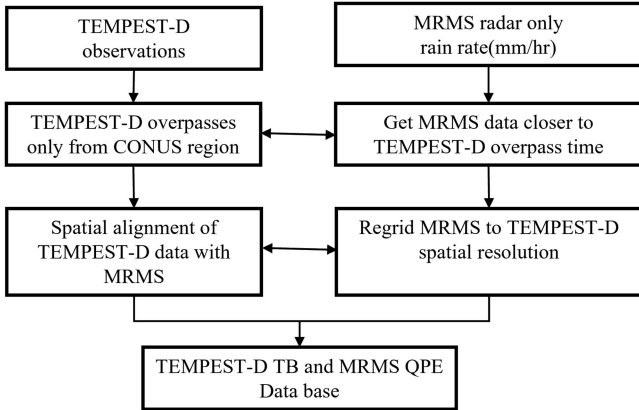 TEMPEST-D
observations
MRMS radar only
rain rate(mm/hr)
TEMPEST-D overpasses
only from CONUS region
Get MRMS data closer to
TEMPEST-D overpass time
Spatial alignment of
TEMPEST-D data with
MRMS
Regrid MRMS to TEMPEST-D
spatial resolution
TEMPEST-D TB and MRMS QPE
Data base